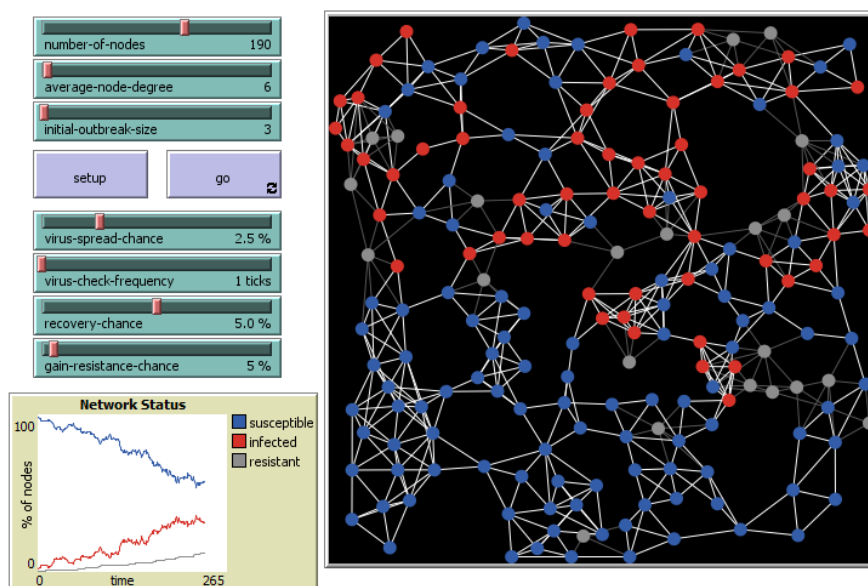 number-of-nodes 190
average-node-degree 6
initial-outbreak-size 3
setup
go
virus-spread-chance 2.5 %
virus-check-frequency 1 ticks
recovery-chance 5.0 %
gain-resistance-chance 5 %
Network Status
% of nodes
100
0
0 time 265
susceptible
infected
resistant